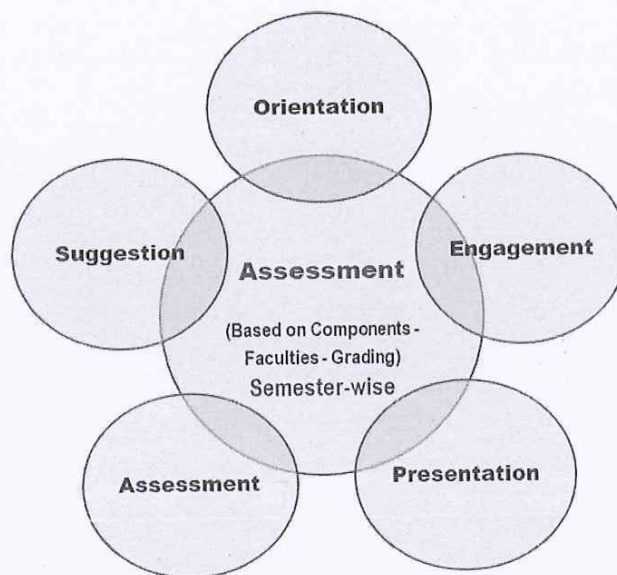 Orientation
Suggestion
Engagement
Assessment
(Based on Components -
Faculties - Grading)
Semester-wise
Assessment
Presentation